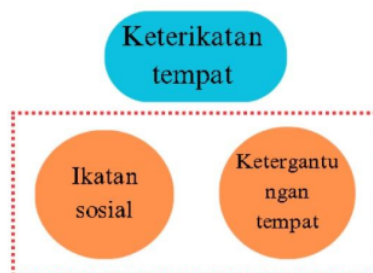 Keterikatan
tempat
Ikatan
sosial
Ketergantu
ngan
tempat